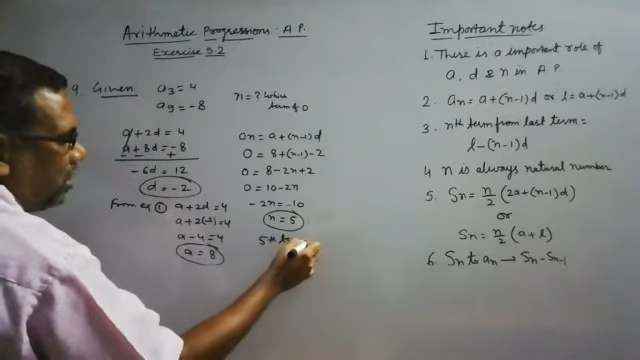 Arithmetic Progressions A.P.
Exercise 5.2
9. Given: a₃ = 4
a₉ = -8
a + 2d = 4
a + 8d = -8
-6d = 12
d = -2
From eq ① a + 2d = 4
a + 2(-2) = 4
a - 4 = 4
a = 8
n = ? which
term of 0
an = a + (n-1) d
0 = 8 + (n-1) - 2
0 = 8 - 2n + 2
0 = 10 - 2n
- 2n = -10
n = 5
5th
Important notes
1. There is a important role of
a, d & n in A P
2. an = a + (n-1) d or l = a + (n-1) d
3. nth term from last term =
l - (n-1) d
4 n is always natural number
5. Sn = n/2 (2a + (n-1) d)
or
Sn = n/2 (a + l)
6. Sn to an → Sn - Sn-1